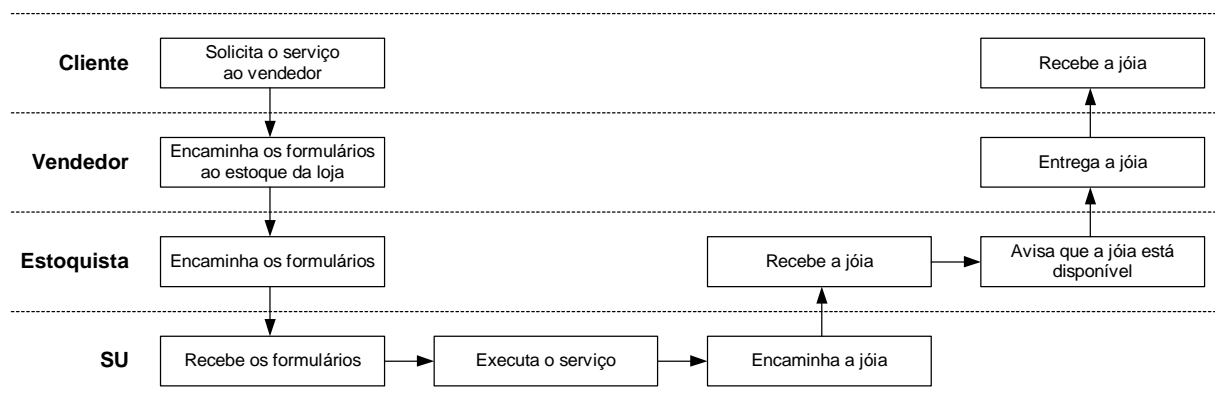 Cliente
Solicita o serviço
ao vendedor
Recebe a jóia
Vendedor
Encaminha os formulários
ao estoque da loja
Entrega a jóia
Estoquista
Encaminha os formulários
Recebe a jóia
Avisa que a jóia está
disponível
SU
Recebe os formulários
Executa o serviço
Encaminha a jóia